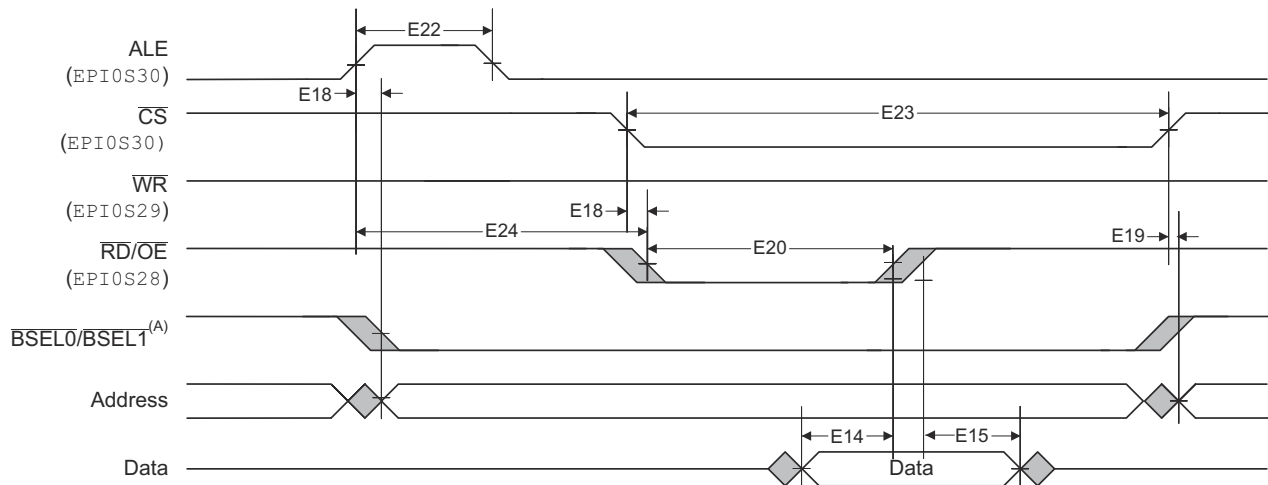 E22
ALE
(EPI0S30)
E18
CS
E23
(EPI0S30)
WR
(EPI0S29)
E18
E24
RD/OE
E20
E19
(EPI0S28)
BSEL0/BSEL1(A)
Address
E14
E15
Data
Data